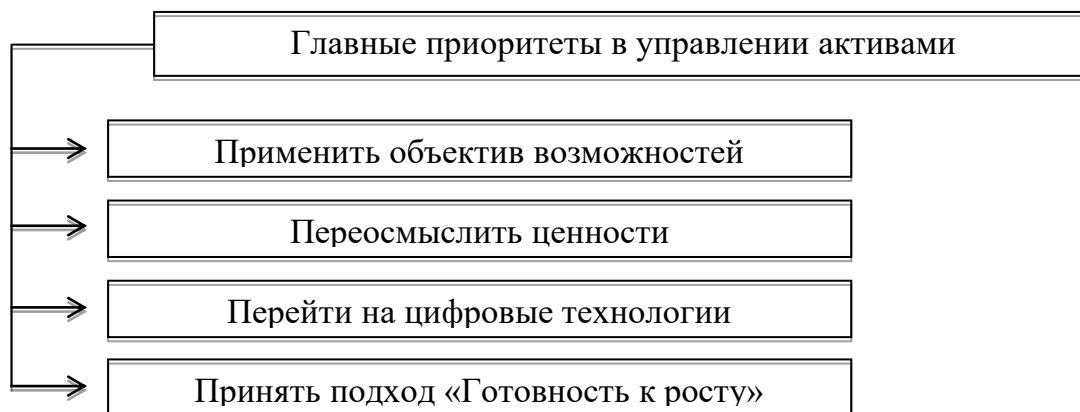 Главные приоритеты в управлении активами
Применить объектив возможностей
Переосмыслить ценности
Перейти на цифровые технологии
Принять подход «Готовность к росту»